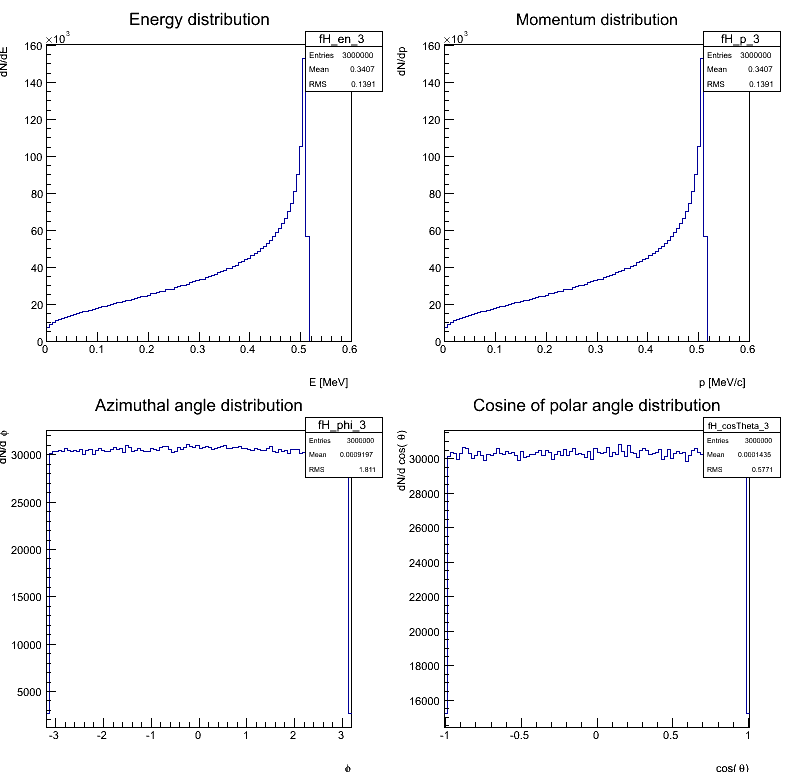 Energy distribution
×10³
dN/dE
fH_en_3
Entries 3000000
Mean 0.3407
RMS 0.1391
160
140
120
100
80
60
40
20
0
0 0.1 0.2 0.3 0.4 0.5 0.6
E [MeV]
Momentum distribution
×10³
dN/dp
fH_p_3
Entries 3000000
Mean 0.3407
RMS 0.1391
160
140
120
100
80
60
40
20
0
0 0.1 0.2 0.3 0.4 0.5 0.6
p [MeV/c]
Azimuthal angle distribution
dN/d ϕ
fH_phi_3
Entries 3000000
Mean 0.0009197
RMS 1.811
30000
25000
20000
15000
10000
5000
-3 -2 -1 0 1 2 3
ϕ
Cosine of polar angle distribution
dN/d cos( θ)
fH_cosTheta_3
Entries 3000000
Mean 0.0001435
RMS 0.5771
30000
28000
26000
24000
22000
20000
18000
16000
-1 -0.5 0 0.5 1
cos( θ)